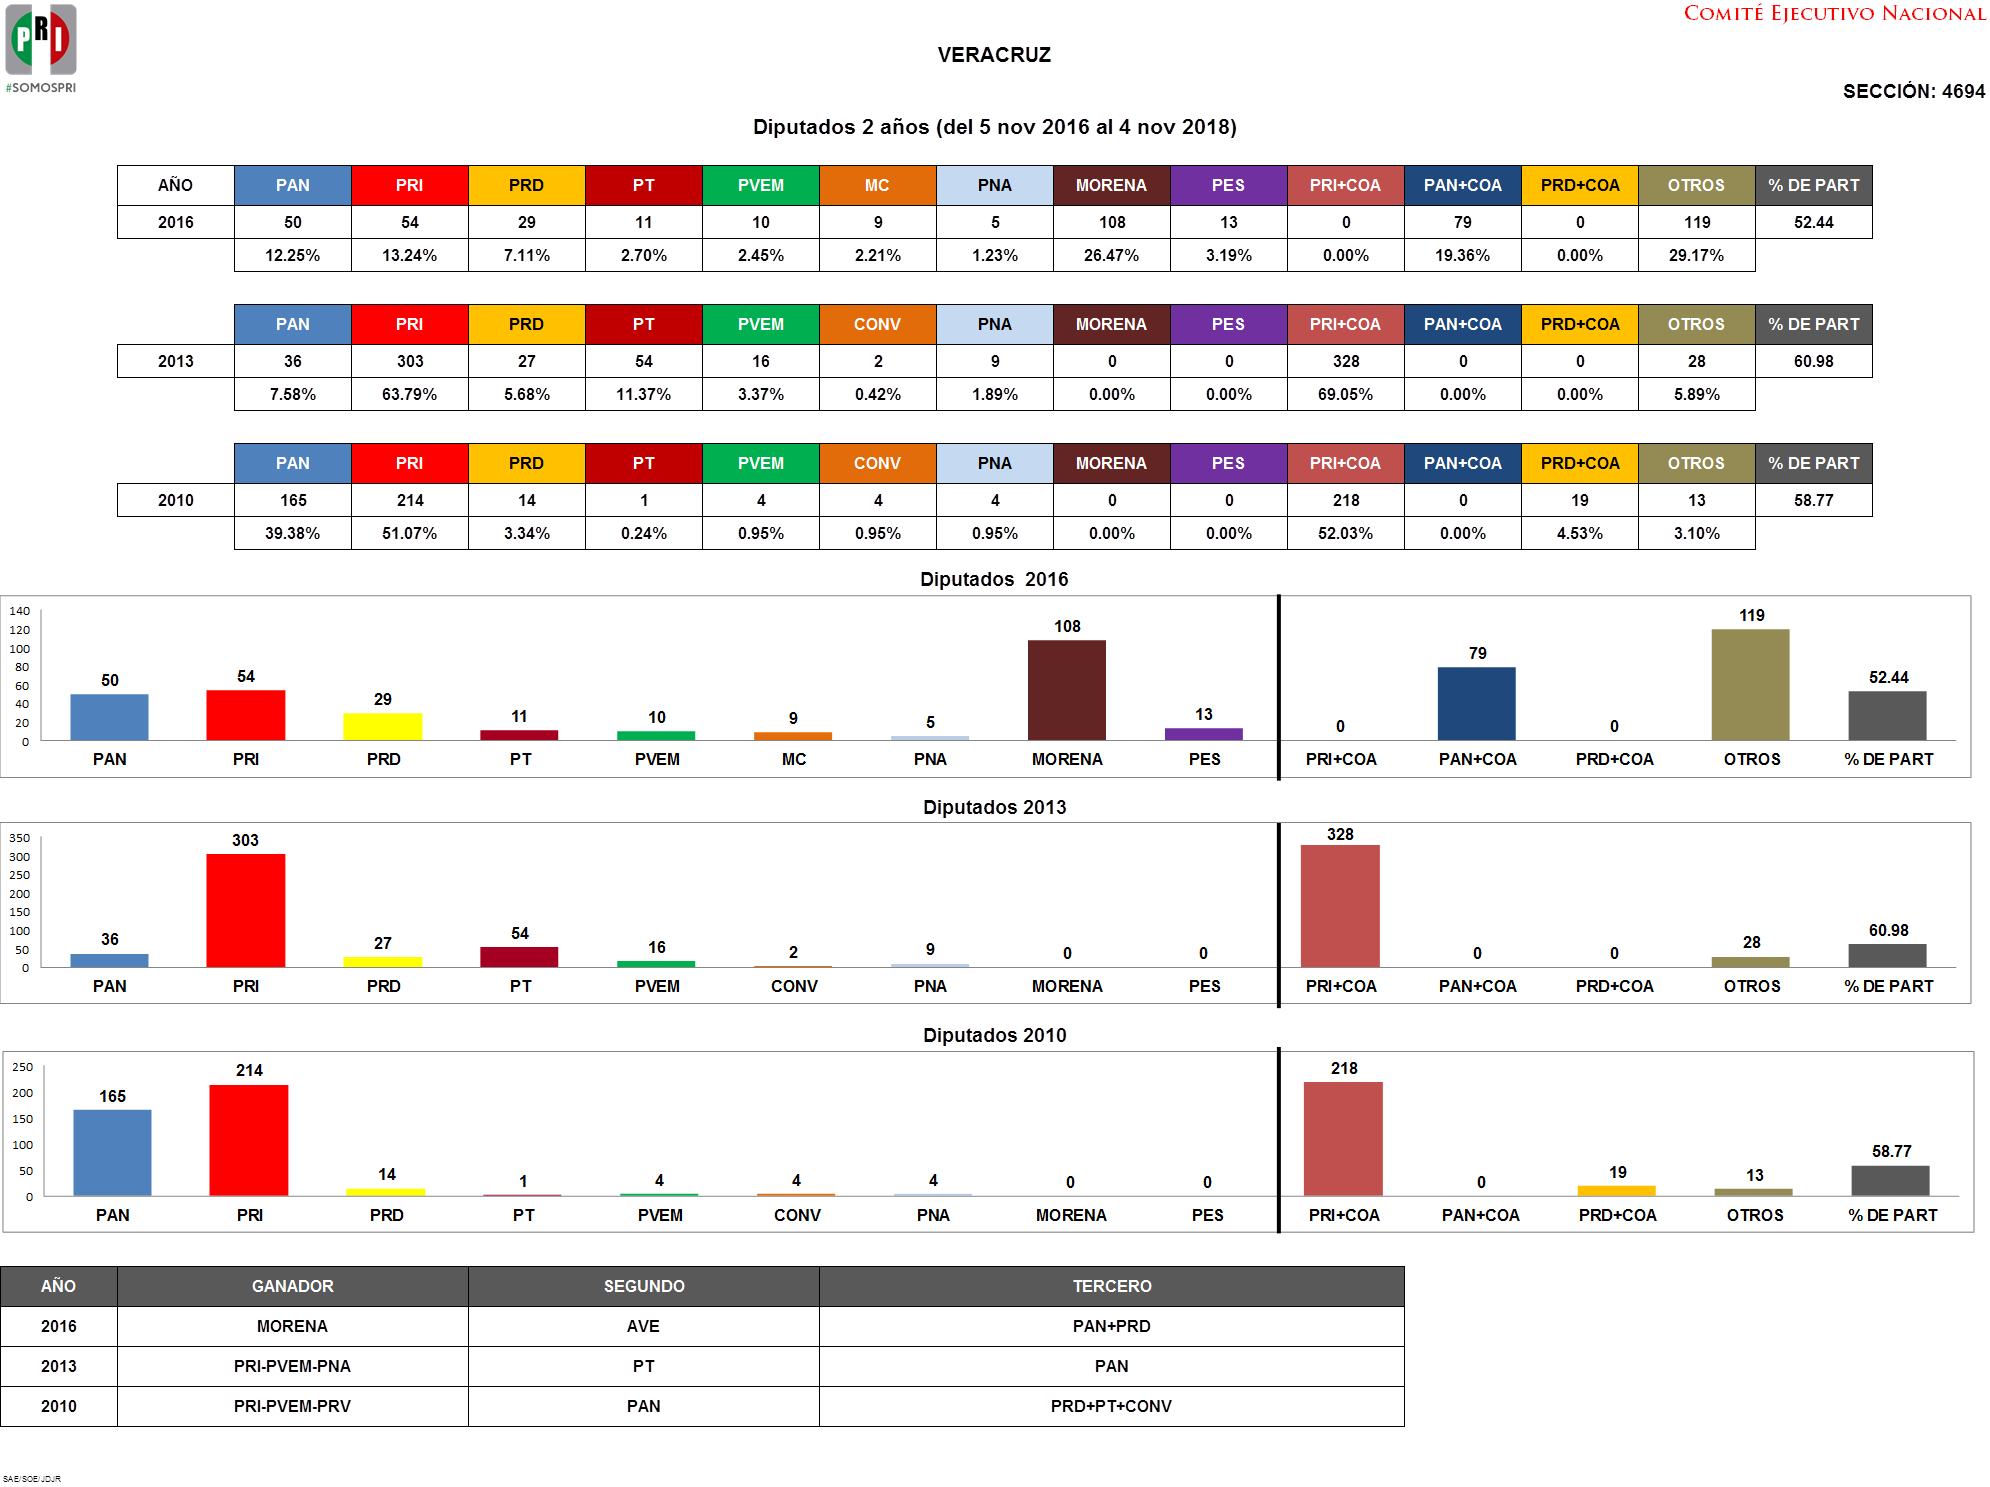 PRI
#SOMOSPRI
COMITÉ EJECUTIVO NACIONAL
VERACRUZ
SECCIÓN: 4694
Diputados 2 años (del 5 nov 2016 al 4 nov 2018)
AÑO PAN PRI PRD PT PVEM MC PNA MORENA PES PRI+COA PAN+COA PRD+COA OTROS % DE PART
2016 50 54 29 11 10 9 5 108 13 0 79 0 119 52.44
12.25% 13.24% 7.11% 2.70% 2.45% 2.21% 1.23% 26.47% 3.19% 0.00% 19.36% 0.00% 29.17%
PAN PRI PRD PT PVEM CONV PNA MORENA PES PRI+COA PAN+COA PRD+COA OTROS % DE PART
2013 36 303 27 54 16 2 9 0 0 328 0 0 28 60.98
7.58% 63.79% 5.68% 11.37% 3.37% 0.42% 1.89% 0.00% 0.00% 69.05% 0.00% 0.00% 5.89%
PAN PRI PRD PT PVEM CONV PNA MORENA PES PRI+COA PAN+COA PRD+COA OTROS % DE PART
2010 165 214 14 1 4 4 4 0 0 218 0 19 13 58.77
39.38% 51.07% 3.34% 0.24% 0.95% 0.95% 0.95% 0.00% 0.00% 52.03% 0.00% 4.53% 3.10%
Diputados 2016
140
120
100
80
60
40
20
0
50 54 29 11 10 9 5 108 13 0 79 0 119 52.44
PAN PRI PRD PT PVEM MC PNA MORENA PES PRI+COA PAN+COA PRD+COA OTROS % DE PART
Diputados 2013
350
300
250
200
150
100
50
0
36 303 27 54 16 2 9 0 0 328 0 0 28 60.98
PAN PRI PRD PT PVEM CONV PNA MORENA PES PRI+COA PAN+COA PRD+COA OTROS % DE PART
Diputados 2010
250
200
150
100
50
0
165 214 14 1 4 4 4 0 0 218 0 19 13 58.77
PAN PRI PRD PT PVEM CONV PNA MORENA PES PRI+COA PAN+COA PRD+COA OTROS % DE PART
AÑO GANADOR SEGUNDO TERCERO
2016 MORENA AVE PAN+PRD
2013 PRI-PVEM-PNA PT PAN
2010 PRI-PVEM-PRV PAN PRD+PT+CONV
SAE/SOE/JDJR